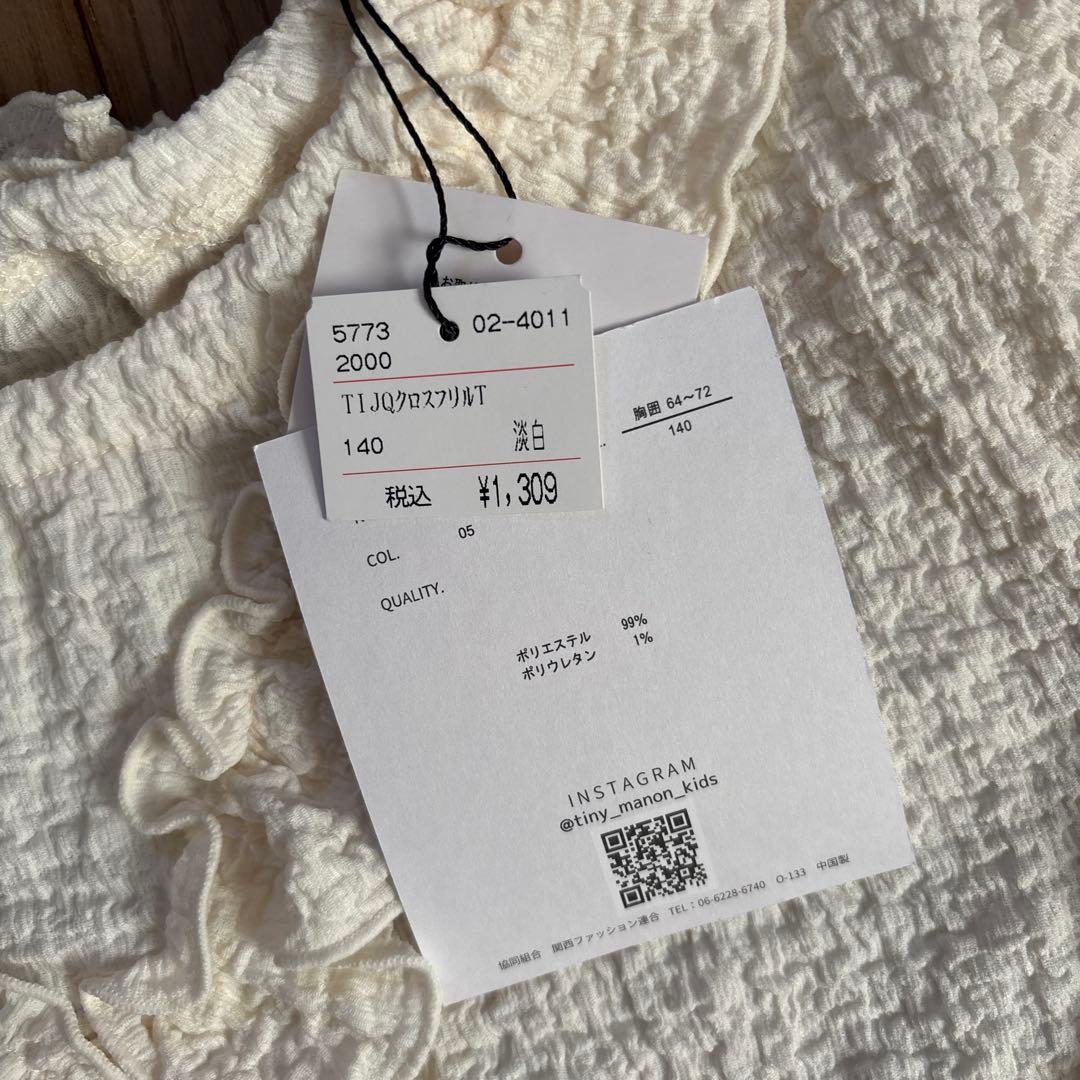 5773 02-4011
2000
TIJQクロスフリルT
140 淡白
税込 ¥1,309
胸囲 64~72
140
COL. 05
QUALITY.
ポリエステル 99%
ポリウレタン 1%
INSTAGRAM
@tiny_manon_kids
協同組合 関西ファッション連合 TEL:06-6228-6740 O-133 中国製